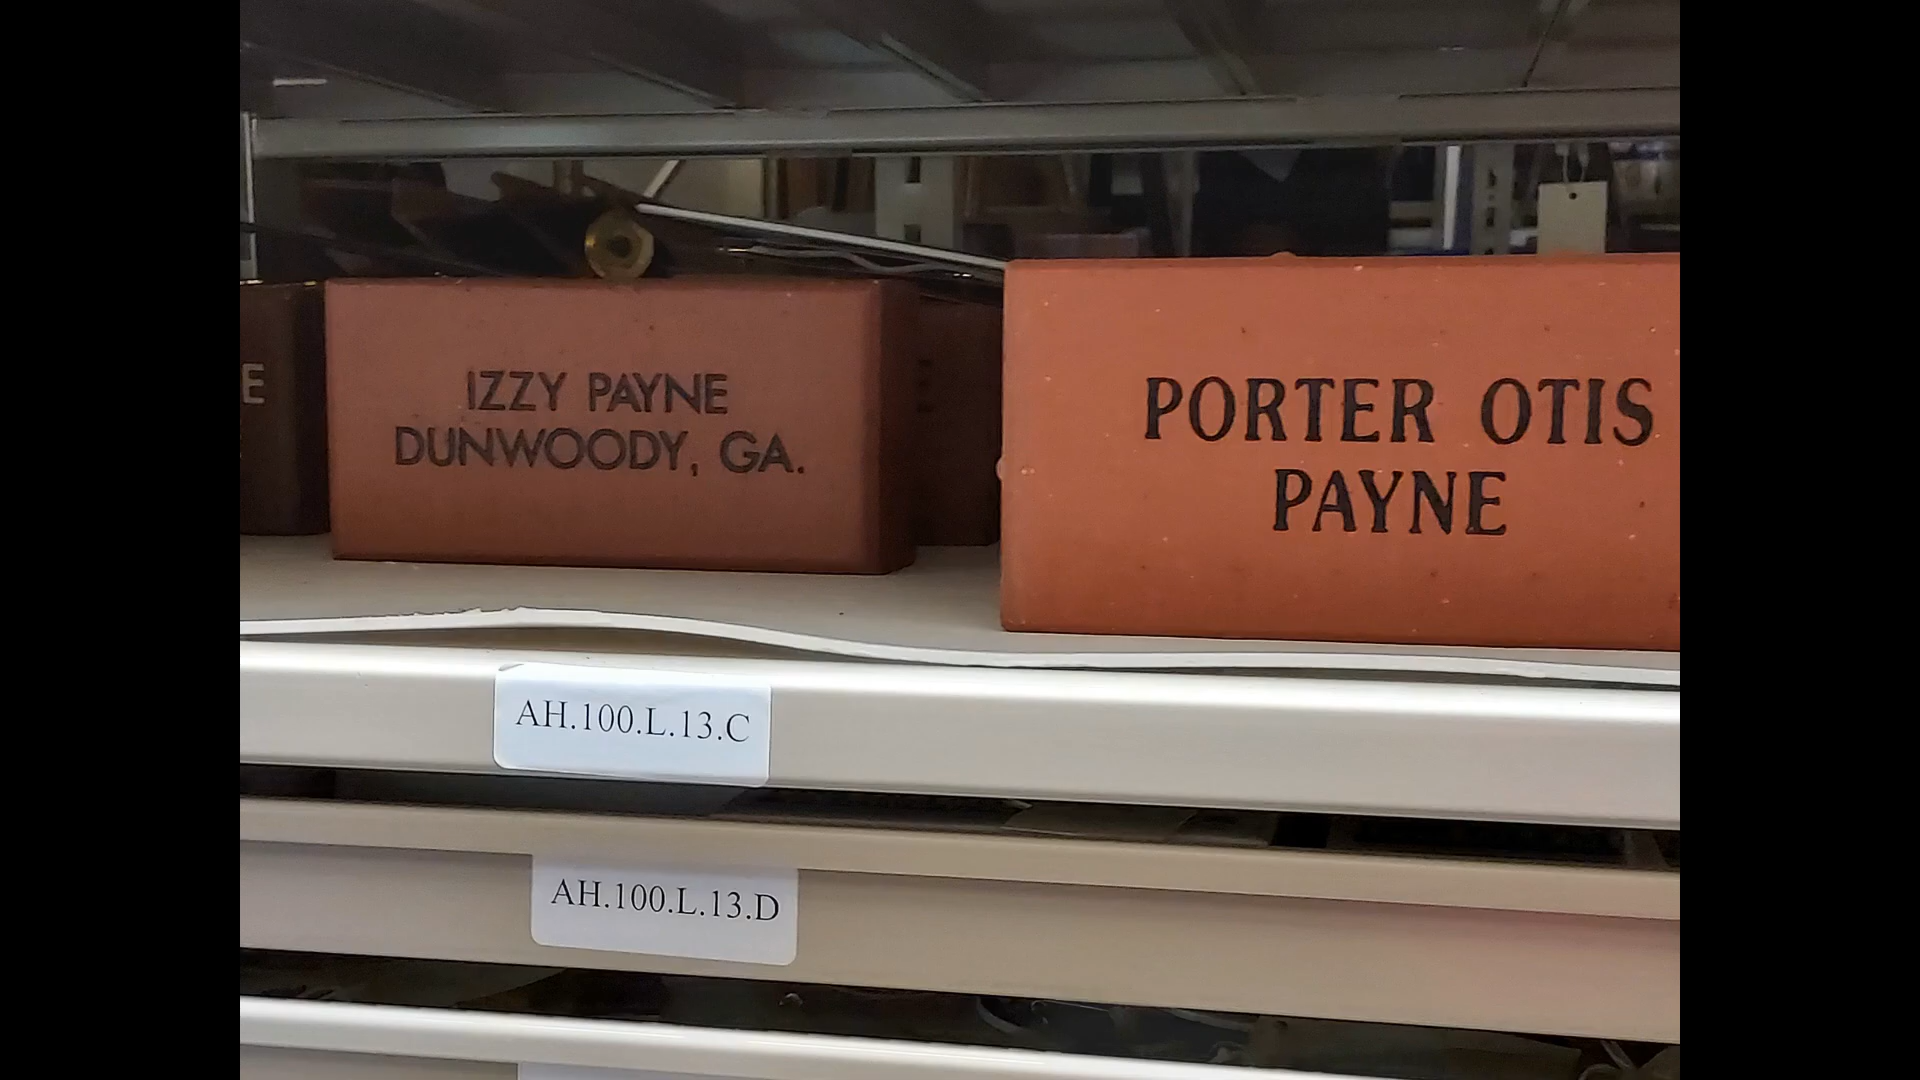 E
IZZY PAYNE
DUNWOODY, GA.
PORTER OTIS
PAYNE
AH.100.L.13.C
AH.100.L.13.D